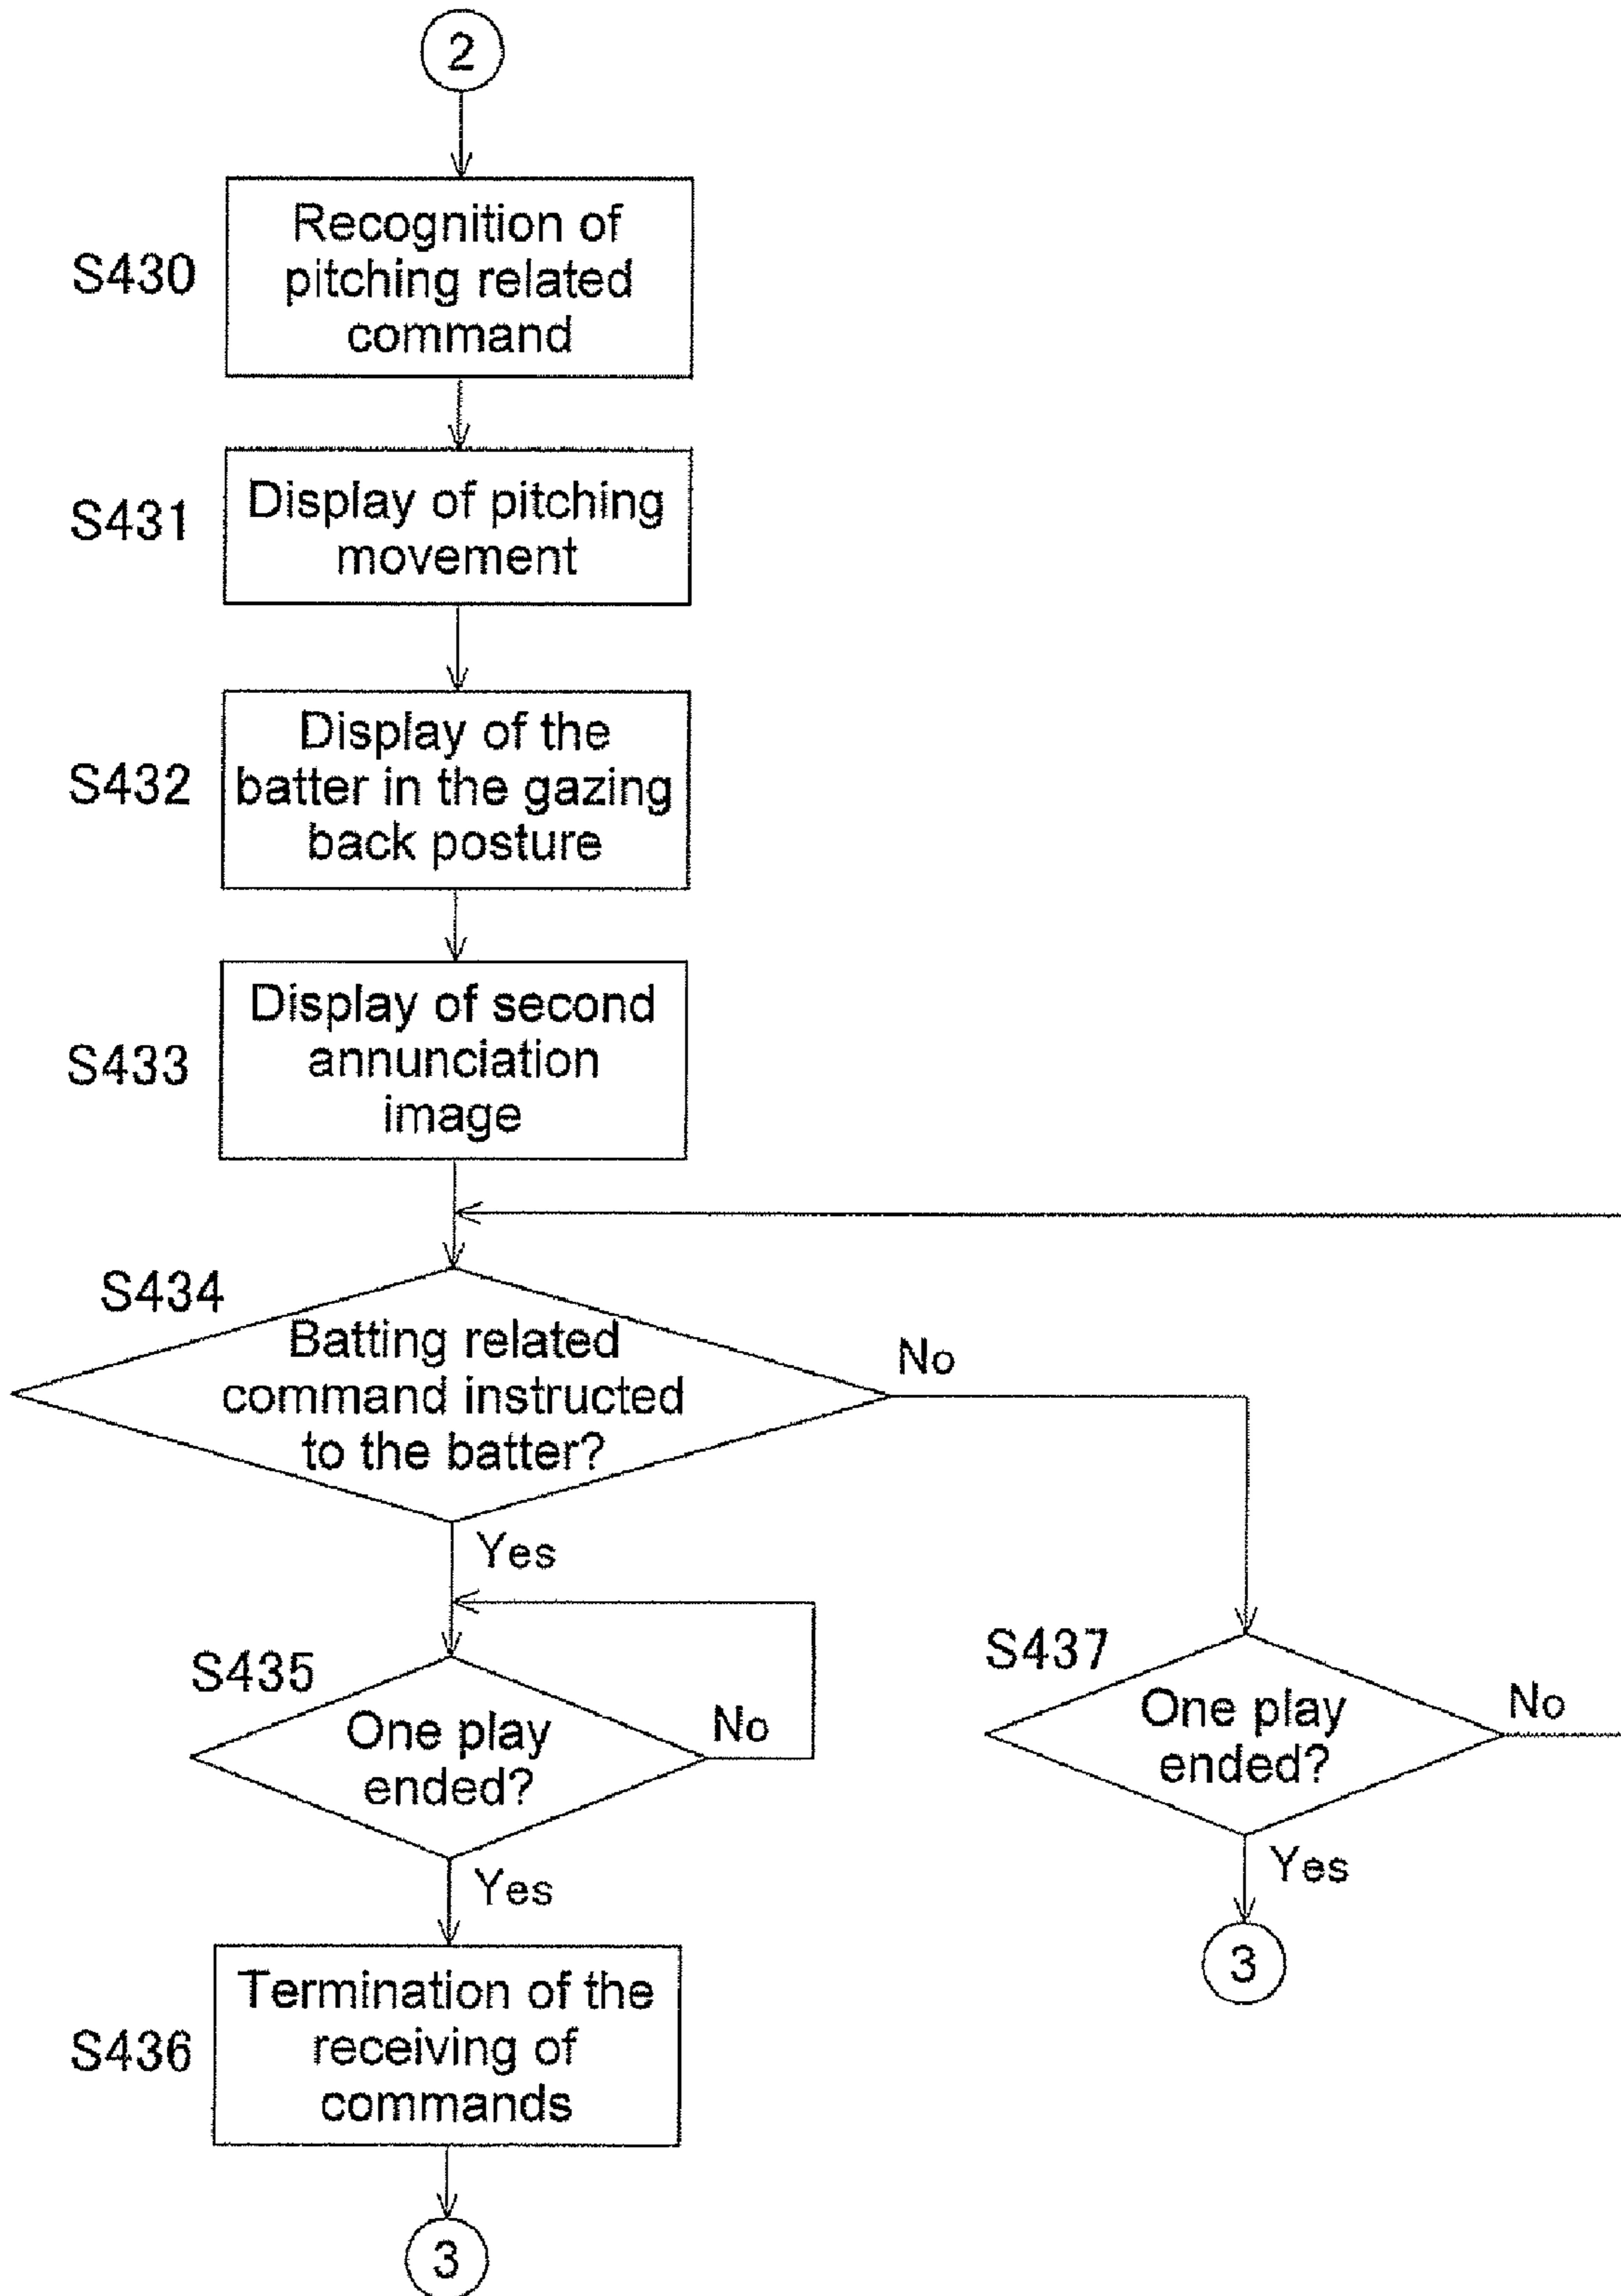 2
S430
Recognition of
pitching related
command
S431
Display of pitching
movement
S432
Display of the
batter in the gazing
back posture
S433
Display of second
annunciation
image
S434
Batting related
command instructed
to the batter?
No
Yes
S435
One play
ended?
No
Yes
S436
Termination of the
receiving of
commands
3
S437
One play
ended?
No
Yes
3